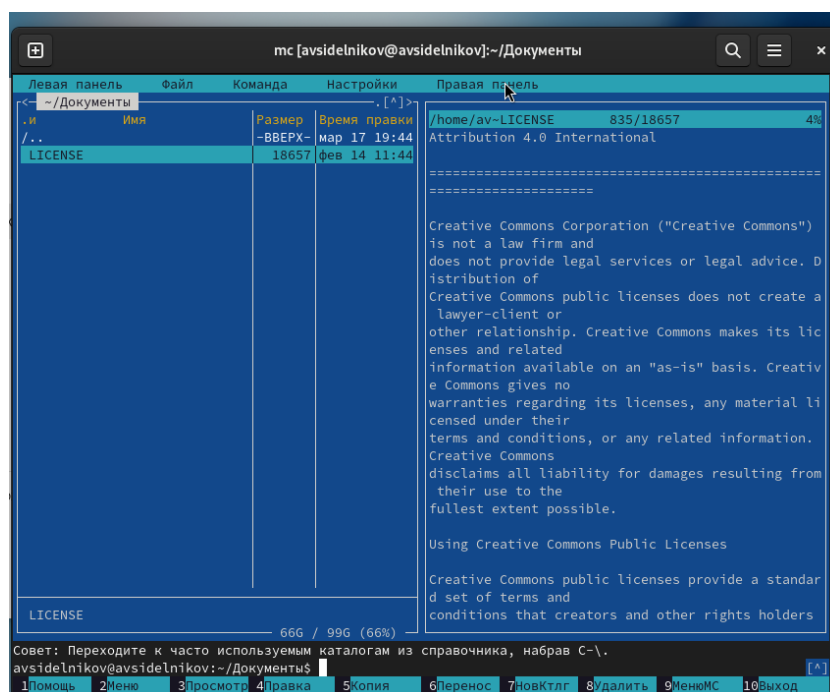 mc [avsidelnikov@avsidelnikov]:~/Документы
Левая панель Файл Команда Настройки Правая панель
<- ~/Документы .[^]>
.и Имя Размер Время правки
/.. -ВВЕРХ- мар 17 19:44
LICENSE 18657 фев 14 11:44
LICENSE
66G / 99G (66%)
/home/av~LICENSE 835/18657 4%
Attribution 4.0 International
==================================================
=====================
Creative Commons Corporation ("Creative Commons")
is not a law firm and
does not provide legal services or legal advice. D
istribution of
Creative Commons public licenses does not create a
lawyer-client or
other relationship. Creative Commons makes its lic
enses and related
information available on an "as-is" basis. Creativ
e Commons gives no
warranties regarding its licenses, any material li
censed under their
terms and conditions, or any related information.
Creative Commons
disclaims all liability for damages resulting from
their use to the
fullest extent possible.
Using Creative Commons Public Licenses
Creative Commons public licenses provide a standar
d set of terms and
conditions that creators and other rights holders
Совет: Переходите к часто используемым каталогам из справочника, набрав C-\.
avsidelnikov@avsidelnikov:~/Документы$ [^]
1Помощь 2Меню 3Просмотр 4Правка 5Копия 6Перенос 7НовКтлг 8Удалить 9МенюМС 10Выход